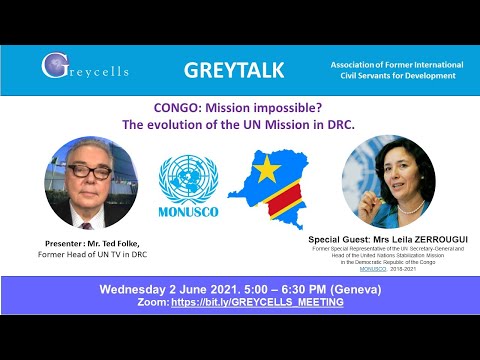 Greycells
GREYTALK
Association of Former International
Civil Servants for Development
CONGO: Mission impossible?
The evolution of the UN Mission in DRC.
MONUSCO
Presenter : Mr. Ted Folke,
Former Head of UN TV in DRC
Special Guest: Mrs Leila ZERROUGUI
Former Special Representative of the UN Secretary-General and
Head of the United Nations Stabilization Mission
in the Democratic Republic of the Congo
MONUSCO. 2018-2021
Wednesday 2 June 2021. 5:00 – 6:30 PM (Geneva)
Zoom: https://bit.ly/GREYCELLS_MEETING